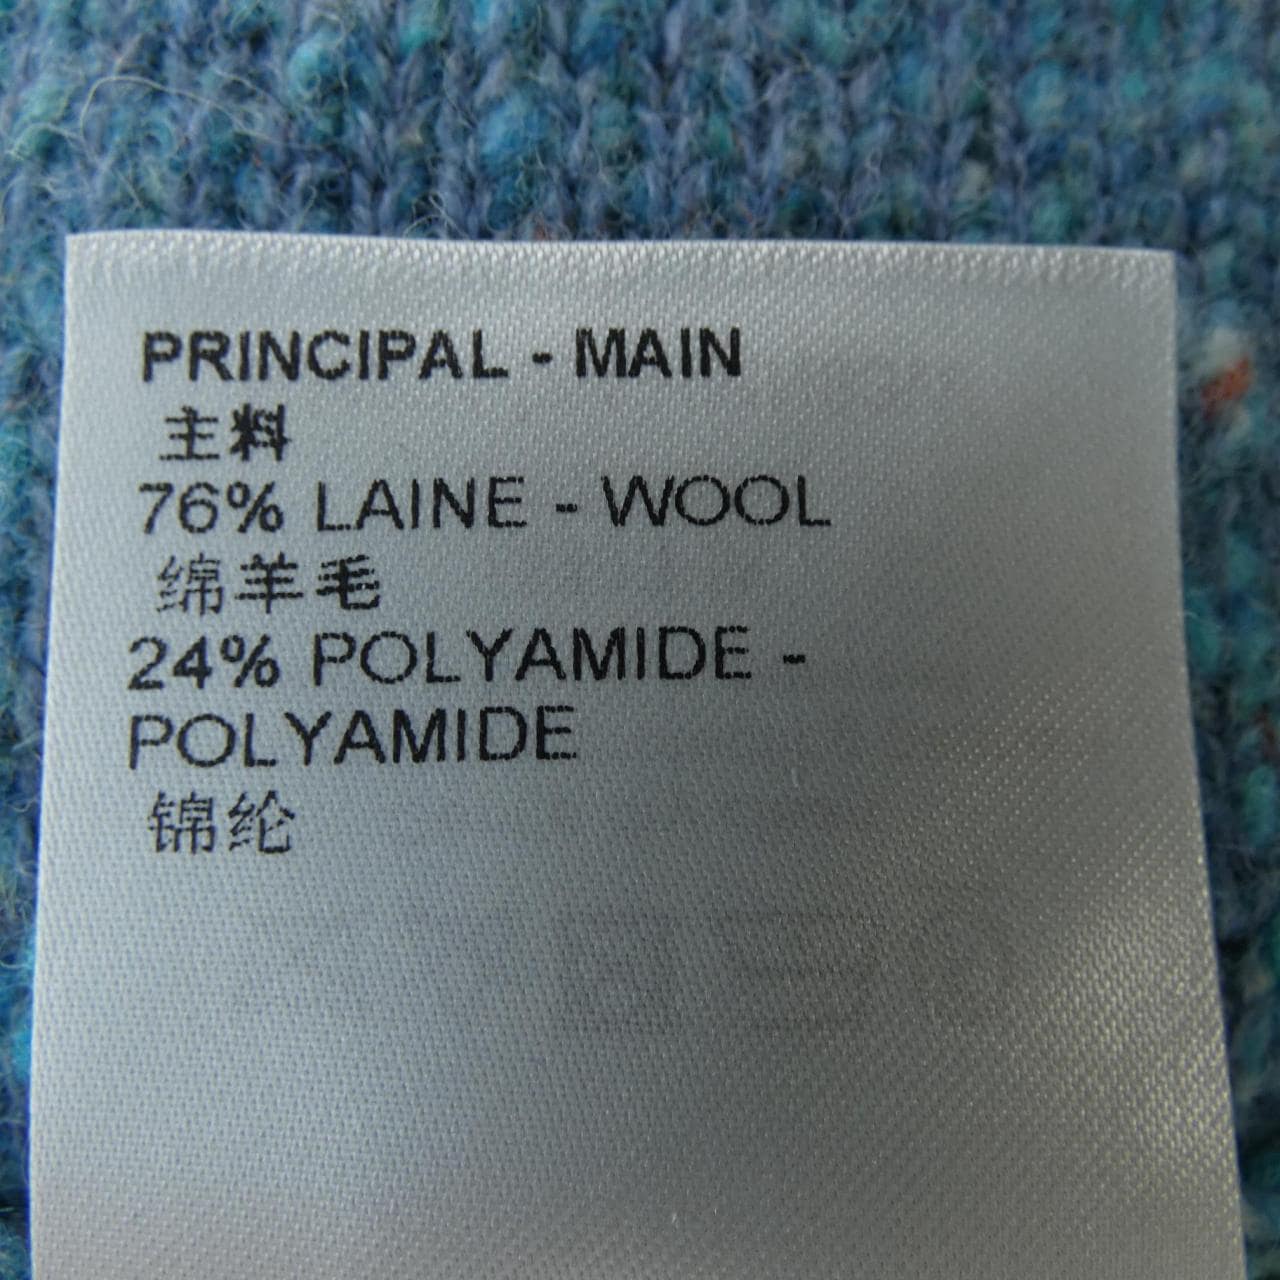 PRINCIPAL - MAIN
主料
76% LAINE - WOOL
绵羊毛
24% POLYAMIDE -
POLYAMIDE
锦纶